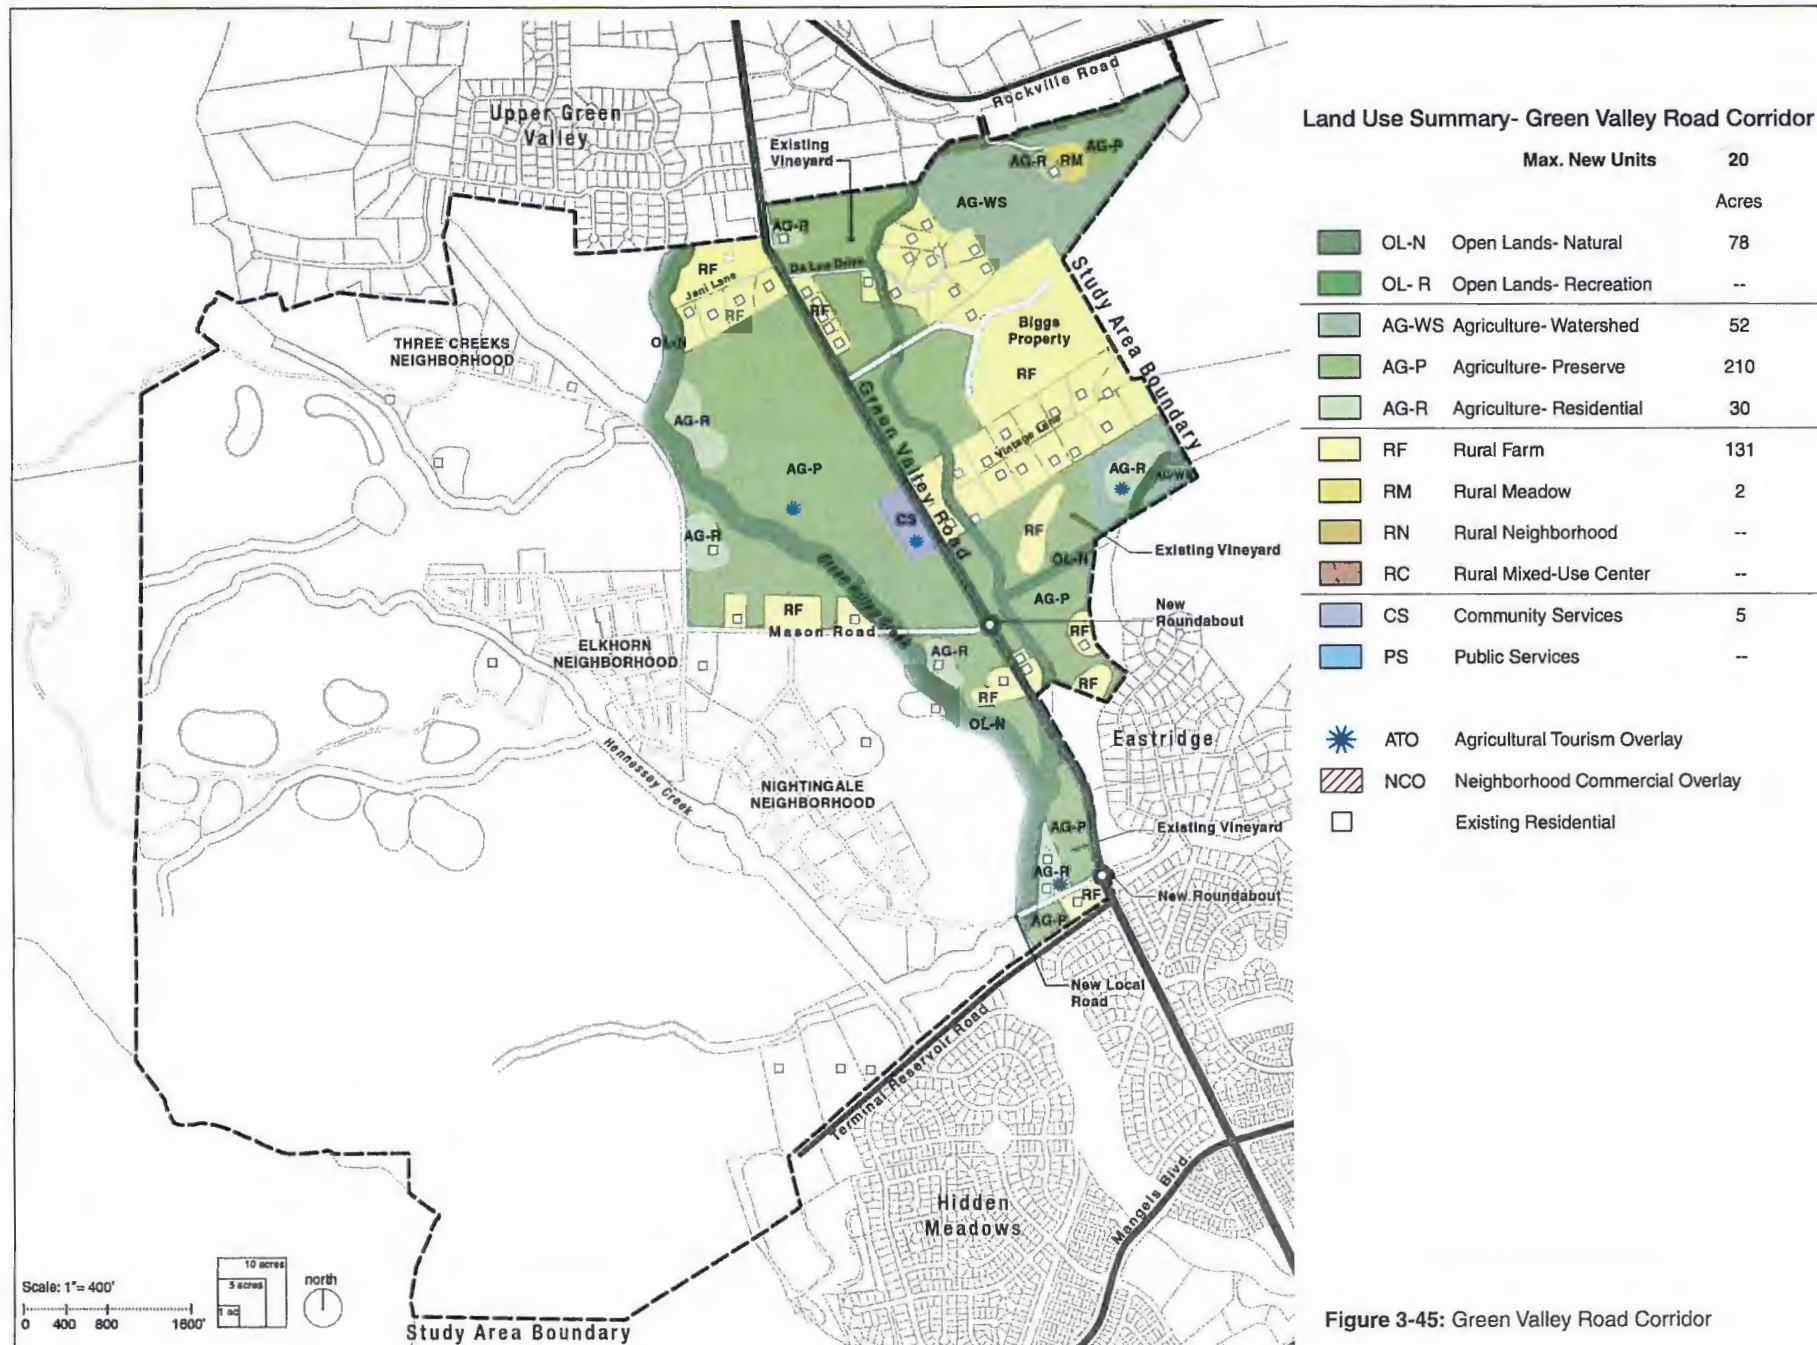 Rockville Road
Upper Green
Valley
Existing
Vineyard
AG-R
RM
AG-P
AG-WS
AG-R
De Leu Drive
RF
Jeni Lane
RF
RF
OL-N
Study Area Boundary
THREE CREEKS
NEIGHBORHOOD
Biggs
Property
RF
Green Valley Road
AG-R
AG-P
Vintage Lane
AG-R
AG-WS
CS
RF
AG-R
Existing Vineyard
OL-N
AG-P
New
Roundabout
RF
Mason Road
RF
ELKHORN
NEIGHBORHOOD
AG-R
RF
RF
OL-N
Eastridge
Hennessey Creek
NIGHTINGALE
NEIGHBORHOOD
AG-P
Existing Vineyard
AG-R
RF
New Roundabout
AG-P
New Local
Road
Terminal Reservoir Road
Hidden
Meadows
Mangels Blvd.
Study Area Boundary
Scale: 1"= 400'
0 400 800 1600'
10 acres
5 acres
1 ac
north
Land Use Summary- Green Valley Road Corridor
Max. New Units 20
Acres
OL-N Open Lands- Natural 78
OL- R Open Lands- Recreation --
AG-WS Agriculture- Watershed 52
AG-P Agriculture- Preserve 210
AG-R Agriculture- Residential 30
RF Rural Farm 131
RM Rural Meadow 2
RN Rural Neighborhood --
RC Rural Mixed-Use Center --
CS Community Services 5
PS Public Services --
ATO Agricultural Tourism Overlay
NCO Neighborhood Commercial Overlay
Existing Residential
Figure 3-45: Green Valley Road Corridor